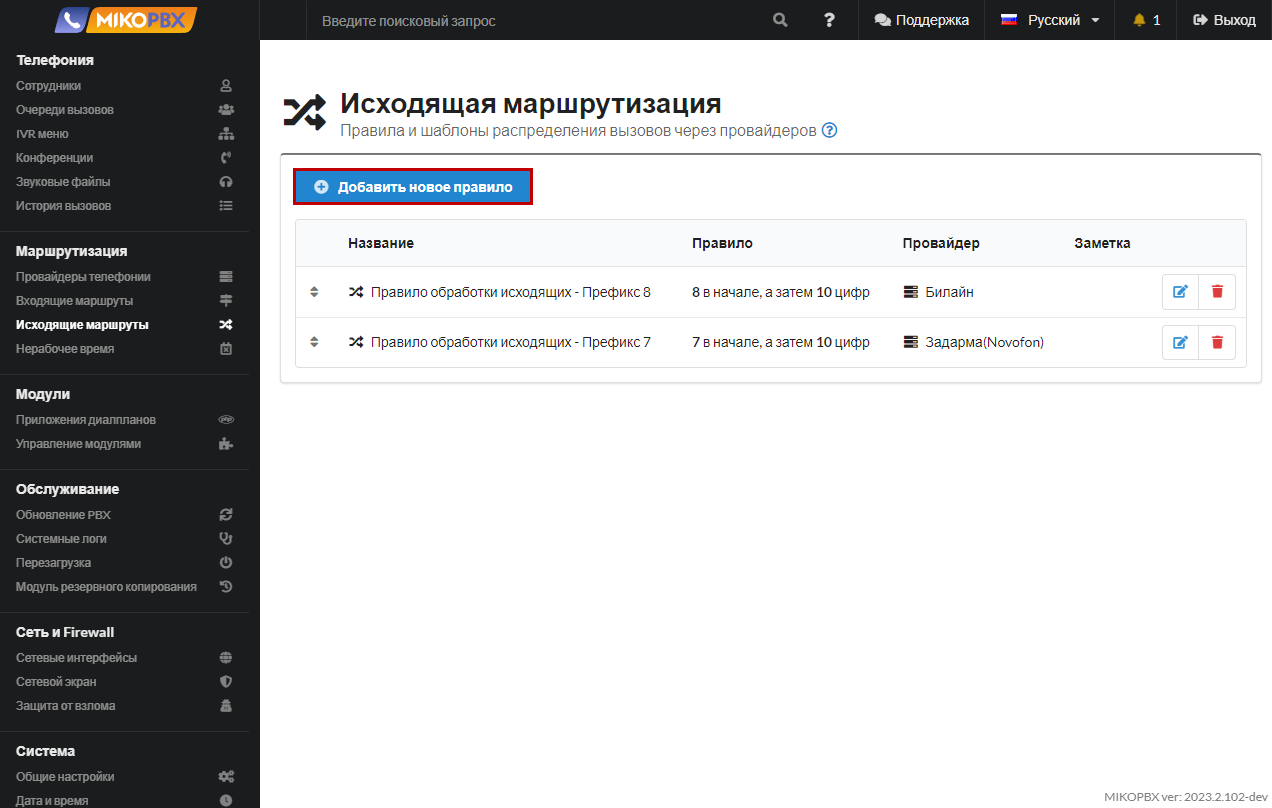 MIKOPBX
Введите поисковый запрос
?
Поддержка
Русский
1
Выход
Телефония
Сотрудники
Очереди вызовов
IVR меню
Конференции
Звуковые файлы
История вызовов
Маршрутизация
Провайдеры телефонии
Входящие маршруты
Исходящие маршруты
Нерабочее время
Модули
Приложения диалпланов
Управление модулями
Обслуживание
Обновление PBX
Системные логи
Перезагрузка
Модуль резервного копирования
Сеть и Firewall
Сетевые интерфейсы
Сетевой экран
Защита от взлома
Система
Общие настройки
Дата и время
Исходящая маршрутизация
Правила и шаблоны распределения вызовов через провайдеров ?
Добавить новое правило
Название Правило Провайдер Заметка
Правило обработки исходящих - Префикс 8 8 в начале, а затем 10 цифр Билайн
Правило обработки исходящих - Префикс 7 7 в начале, а затем 10 цифр Задарма(Novofon)
MIKOPBX ver: 2023.2.102-dev